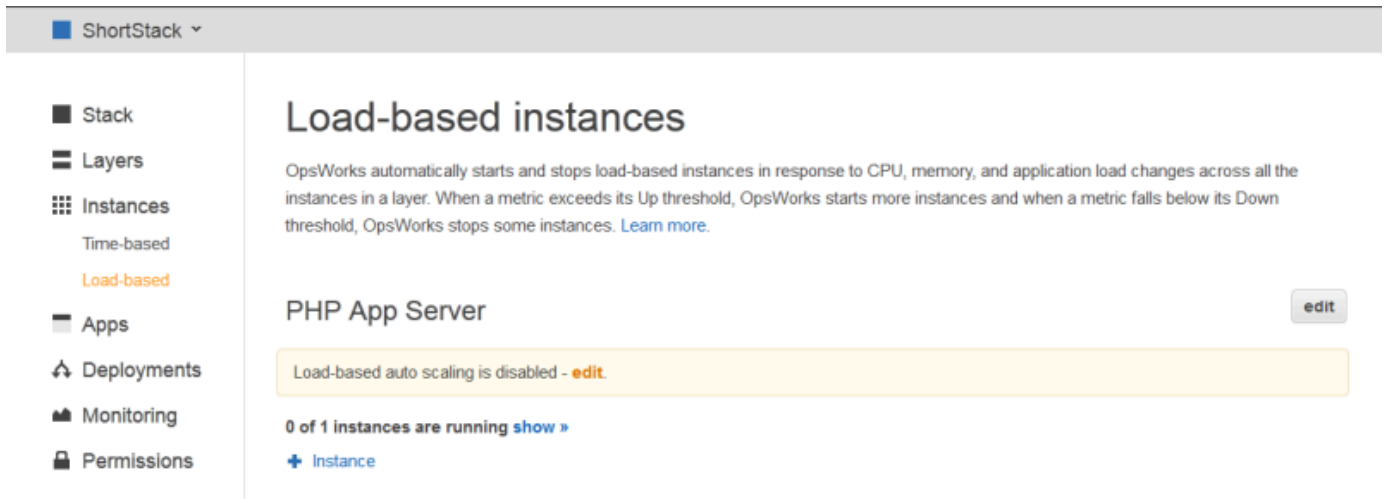 ShortStack
Stack
Layers
Instances
Time-based
Load-based
Apps
Deployments
Monitoring
Permissions
Load-based instances
OpsWorks automatically starts and stops load-based instances in response to CPU, memory, and application load changes across all the
instances in a layer. When a metric exceeds its Up threshold, OpsWorks starts more instances and when a metric falls below its Down
threshold, OpsWorks stops some instances. Learn more.
PHP App Server
edit
Load-based auto scaling is disabled - edit.
0 of 1 instances are running show »
+ Instance